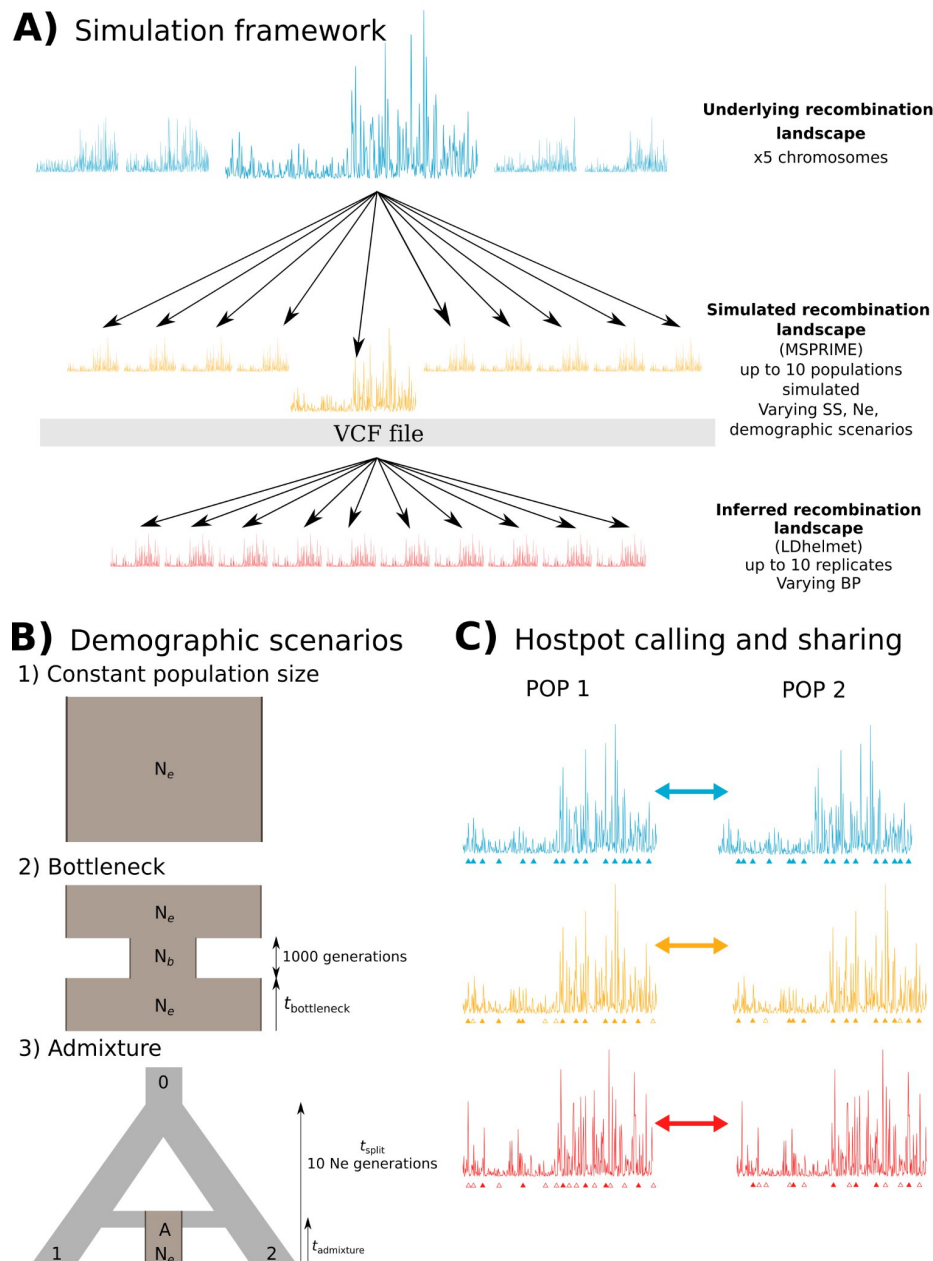 A) Simulation framework
Underlying recombination
landscape
x5 chromosomes
Simulated recombination
landscape
(MSPRIME)
up to 10 populations
simulated
Varying SS, Ne,
demographic scenarios
VCF file
Inferred recombination
landscape
(LDhelmet)
up to 10 replicates
Varying BP
B) Demographic scenarios
1) Constant population size
Ne
2) Bottleneck
Ne
Nb
1000 generations
Ne
tbottleneck
3) Admixture
0
tsplit
10 Ne generations
A
tadmixture
1
Ne
2
C) Hostpot calling and sharing
POP 1
POP 2